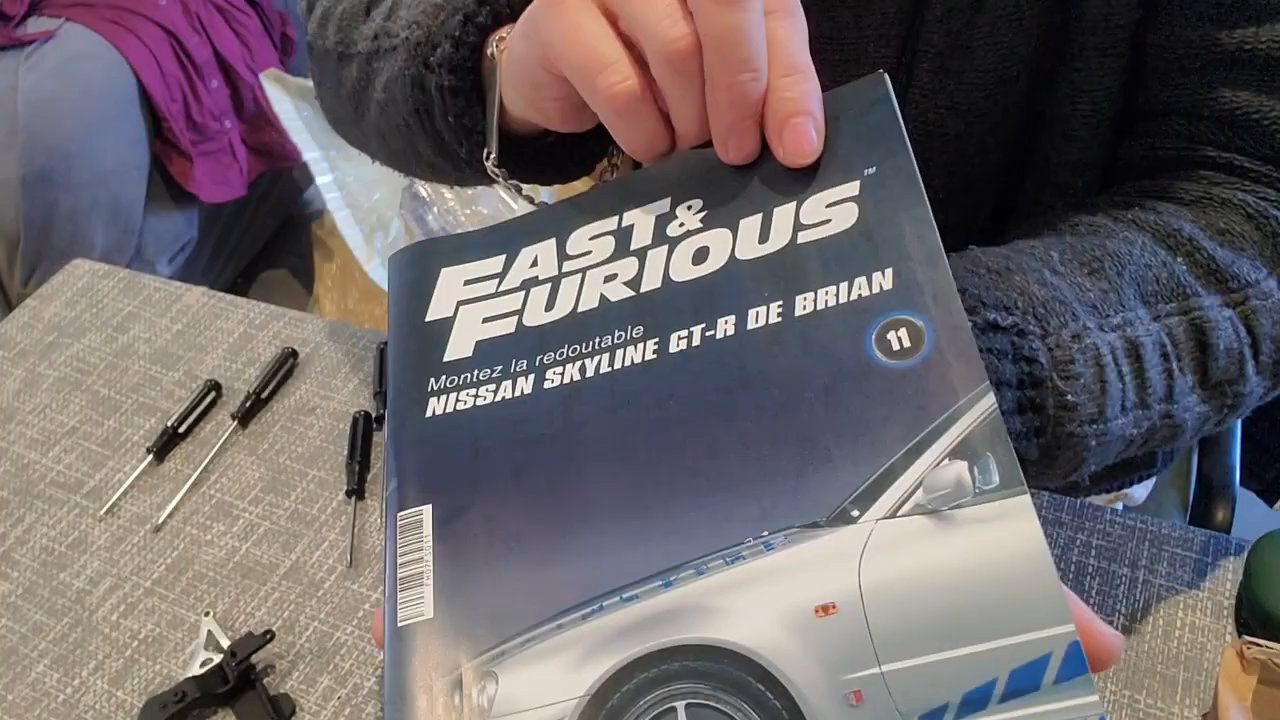 FAST &
FURIOUS™
Montez la redoutable
NISSAN SKYLINE GT-R DE BRIAN
11